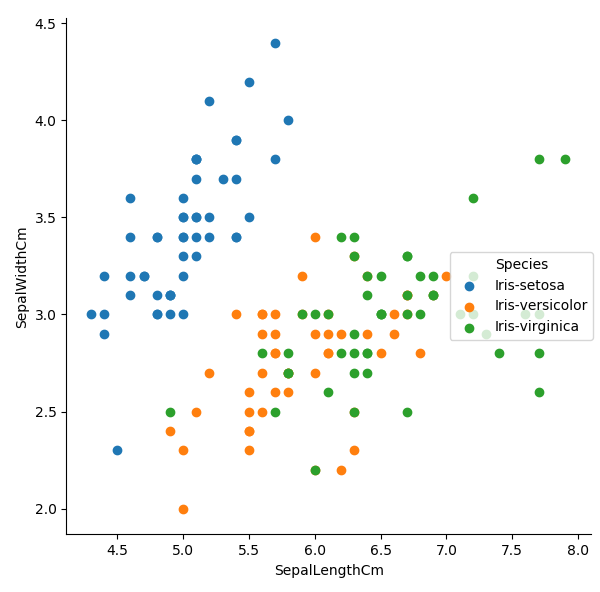 4.5
4.0
3.5
3.0
2.5
2.0
SepalWidthCm
Species
Iris-setosa
Iris-versicolor
Iris-virginica
4.5 5.0 5.5 6.0 6.5 7.0 7.5 8.0
SepalLengthCm